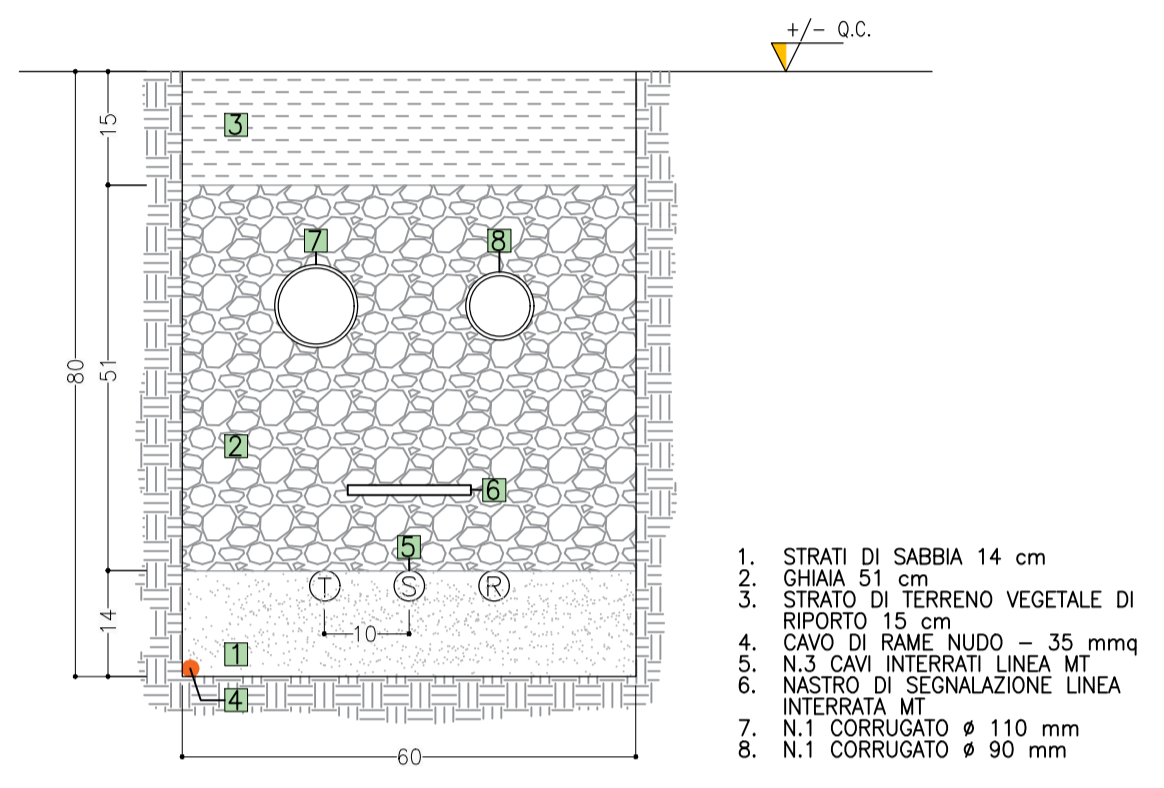 +/- Q.C.
15
3
7
8
80
51
2
6
5
T
S
R
14
10
1
4
60
1. STRATI DI SABBIA 14 cm
2. GHIAIA 51 cm
3. STRATO DI TERRENO VEGETALE DI
RIPORTO 15 cm
4. CAVO DI RAME NUDO – 35 mmq
5. N.3 CAVI INTERRATI LINEA MT
6. NASTRO DI SEGNALAZIONE LINEA
INTERRATA MT
7. N.1 CORRUGATO Ø 110 mm
8. N.1 CORRUGATO Ø 90 mm